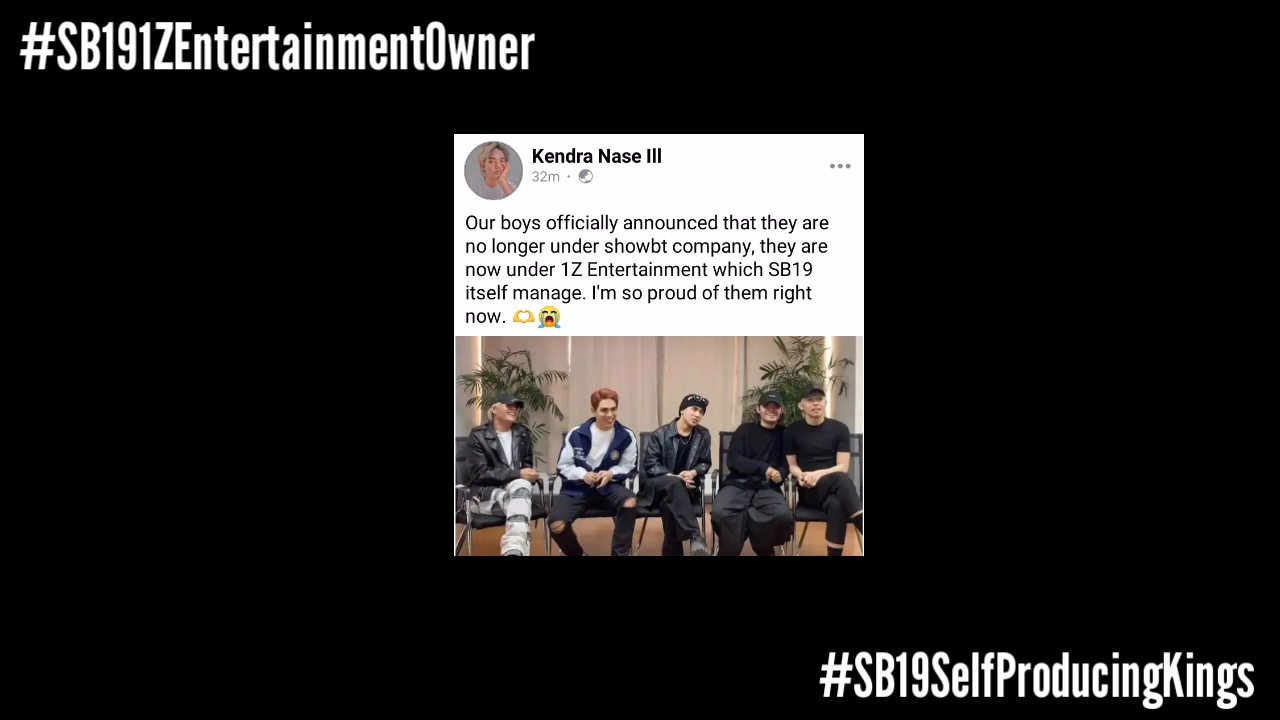 #SB191ZEntertainmentOwner
Kendra Nase Ill
32m ·
Our boys officially announced that they are
no longer under showbt company, they are
now under 1Z Entertainment which SB19
itself manage. I'm so proud of them right
now. 🫶😭
#SB19SelfProducingKings